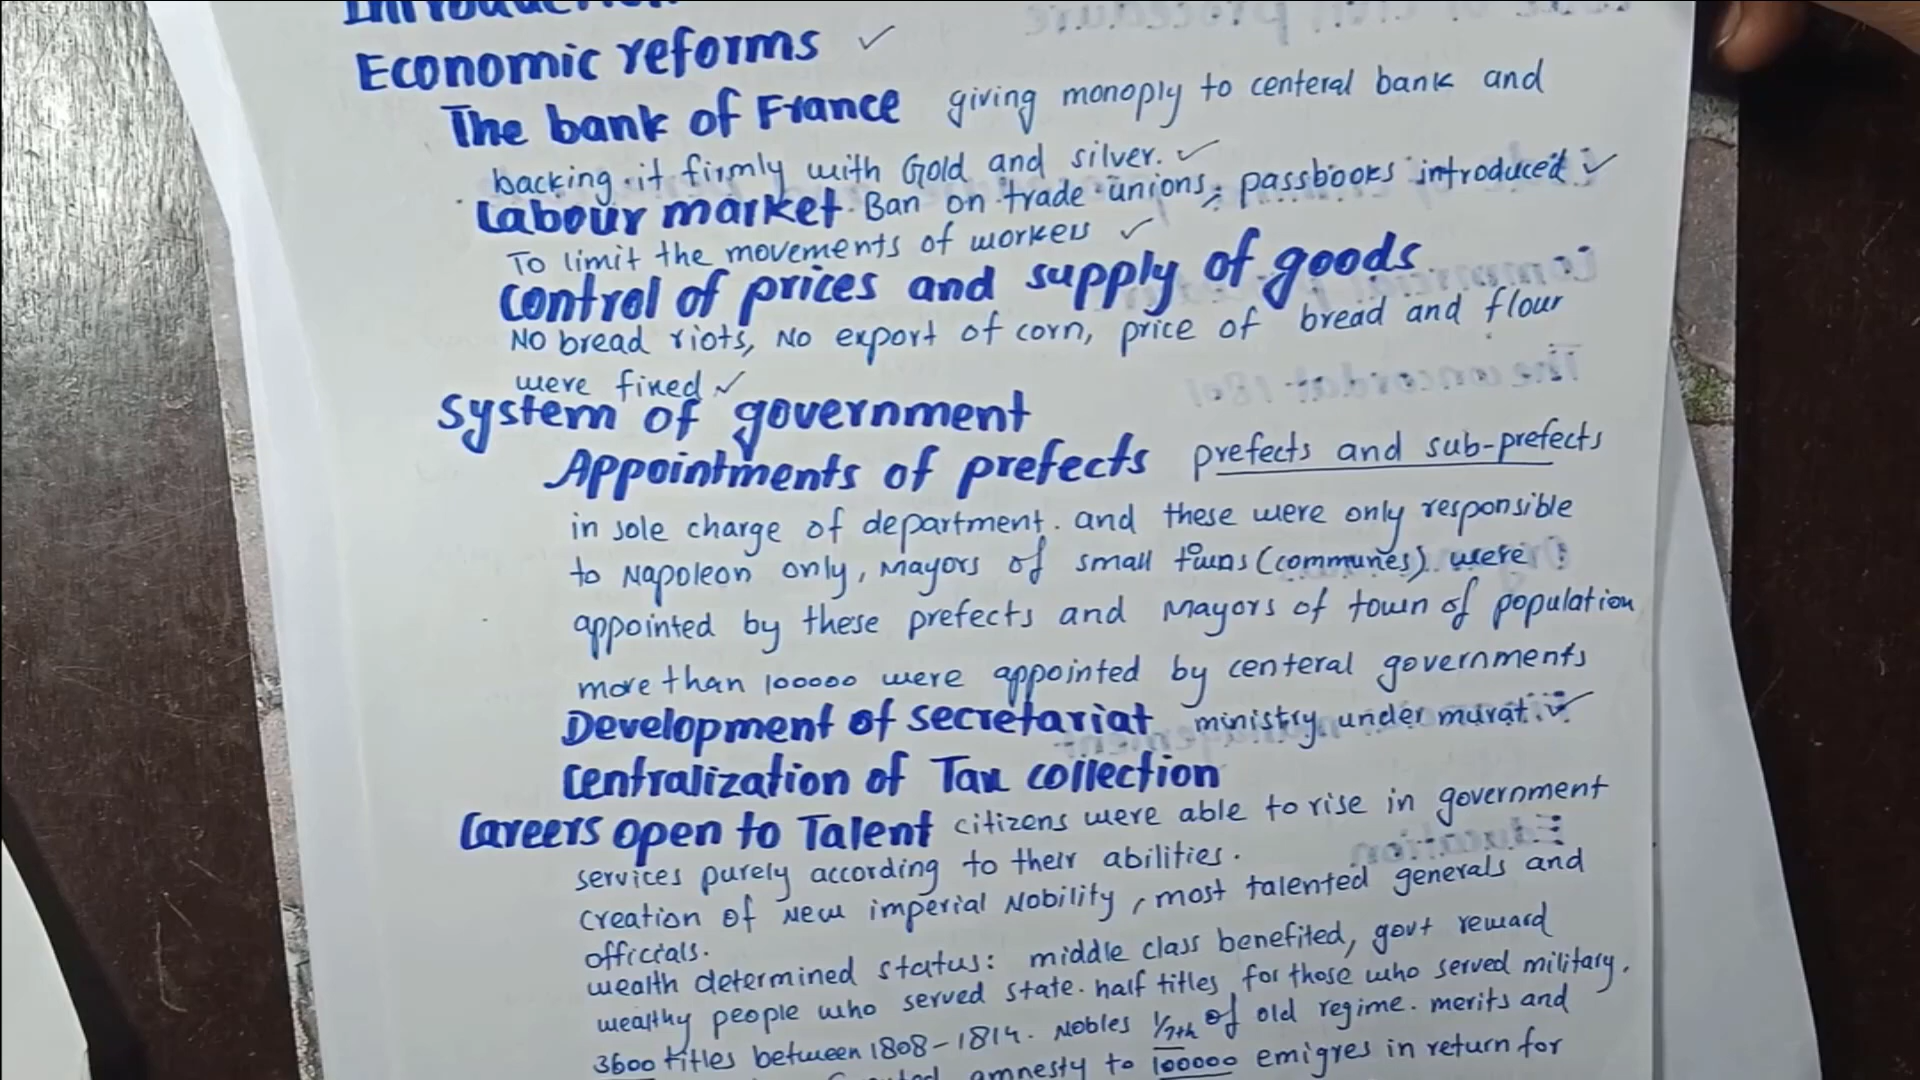 Introduction
Economic reforms ✓
The bank of France giving monoply to centeral bank and
backing it firmly with Gold and silver. ✓
Labour market Ban on trade unions, passbooks introduced ✓
To limit the movements of workers ✓
control of prices and supply of goods
No bread riots, No export of corn, price of bread and flour
were fixed ✓
System of government
Appointments of prefects prefects and sub-prefects
in sole charge of department. and these were only responsible
to Napoleon only, Mayors of small towns (communes) were
appointed by these prefects and Mayors of town of population
more than 100000 were appointed by centeral governments
Development of secretariat ministry under murat. ✓
centralization of Tax collection
Careers open to Talent citizens were able to rise in government
services purely according to their abilities.
creation of New imperial Nobility, most talented generals and
officials.
wealth determined status: middle class benefited, govt reward
wealthy people who served state. half titles for those who served military.
3600 titles between 1808-1814. Nobles 1/7th of old regime. merits and
amnesty to 100000 emigres in return for